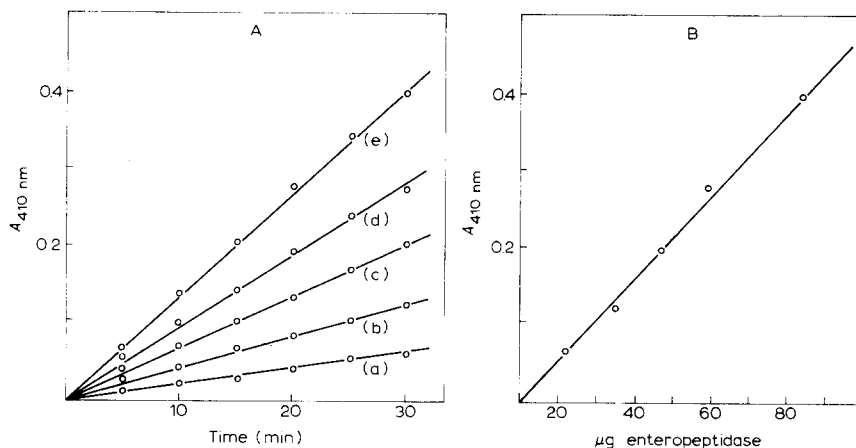 A
0.4
0.2
A410 nm
(e)
(d)
(c)
(b)
(a)
10
20
30
Time (min)
B
0.4
0.2
A410 nm
20
40
60
80
μg enteropeptidase